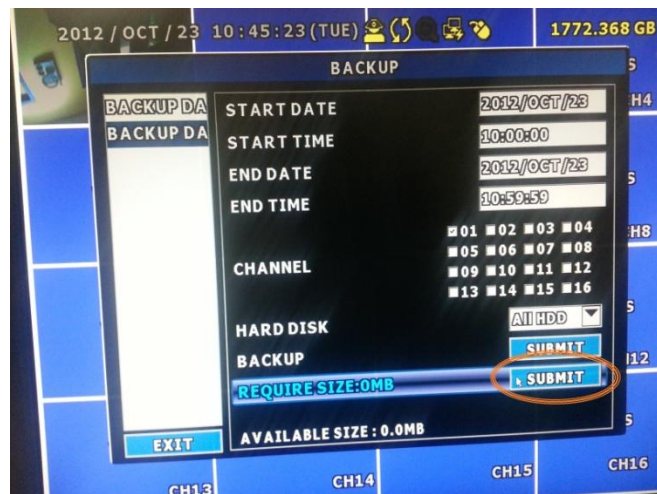 2012 / OCT / 23 10:45:23 (TUE) 1772.368 GB
BACKUP
S
BACKUP DA
BACKUP DA
START DATE 2012/OCT/23
H4
START TIME 10:00:00
END DATE 2012/OCT/23
S
END TIME 10:59:59
01 02 03 04
H8
05 06 07 08
CHANNEL
09 10 11 12
13 14 15 16
S
HARD DISK All HDD
BACKUP SUBMIT
H12
REQUIRE SIZE:0MB SUBMIT
S
EXIT
AVAILABLE SIZE : 0.0MB
CH13 CH14 CH15 CH16